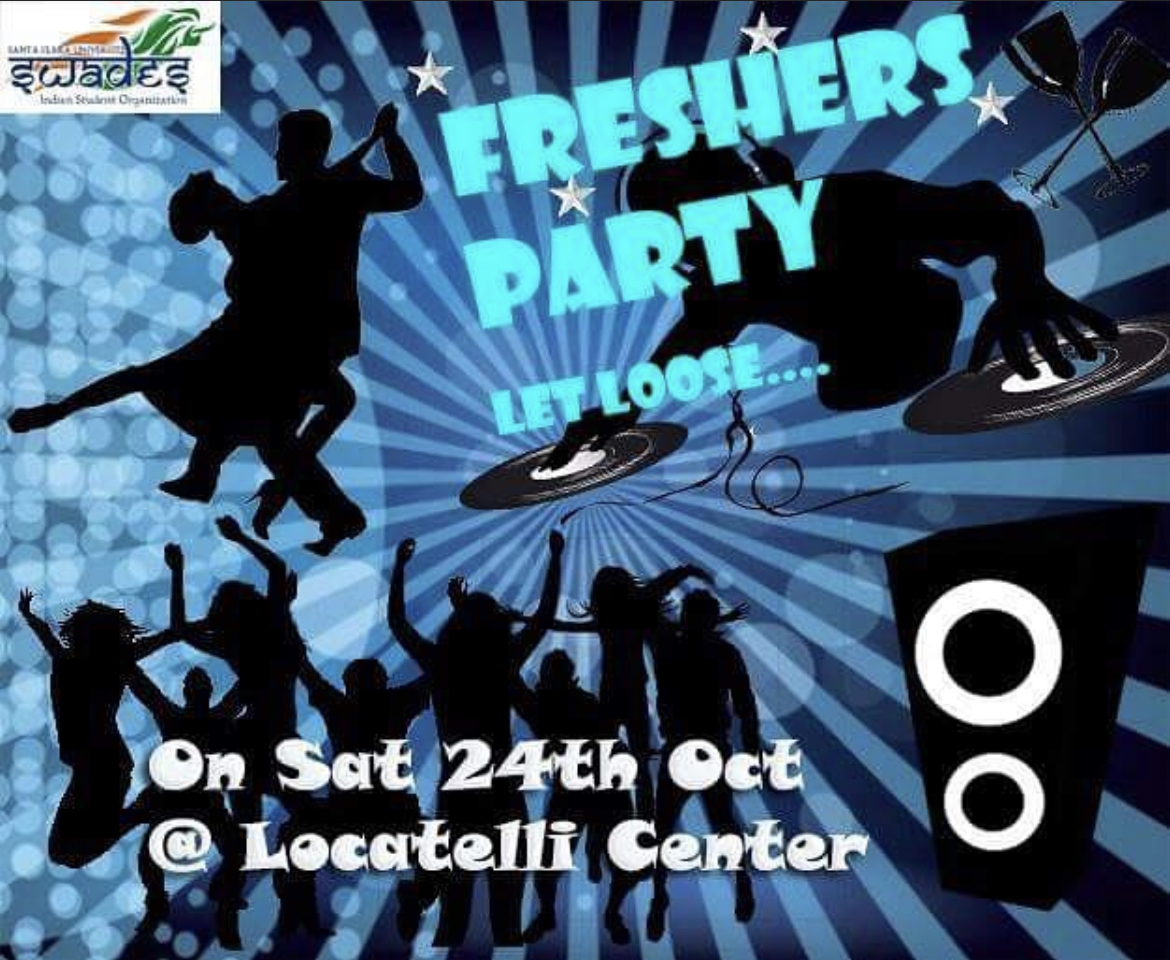 SANTA CLARA UNIVERSITY
swades
Indian Student Organization
FRESHERS
PARTY
LET LOOSE....
On Sat 24th Oct
@ Locatelli Center